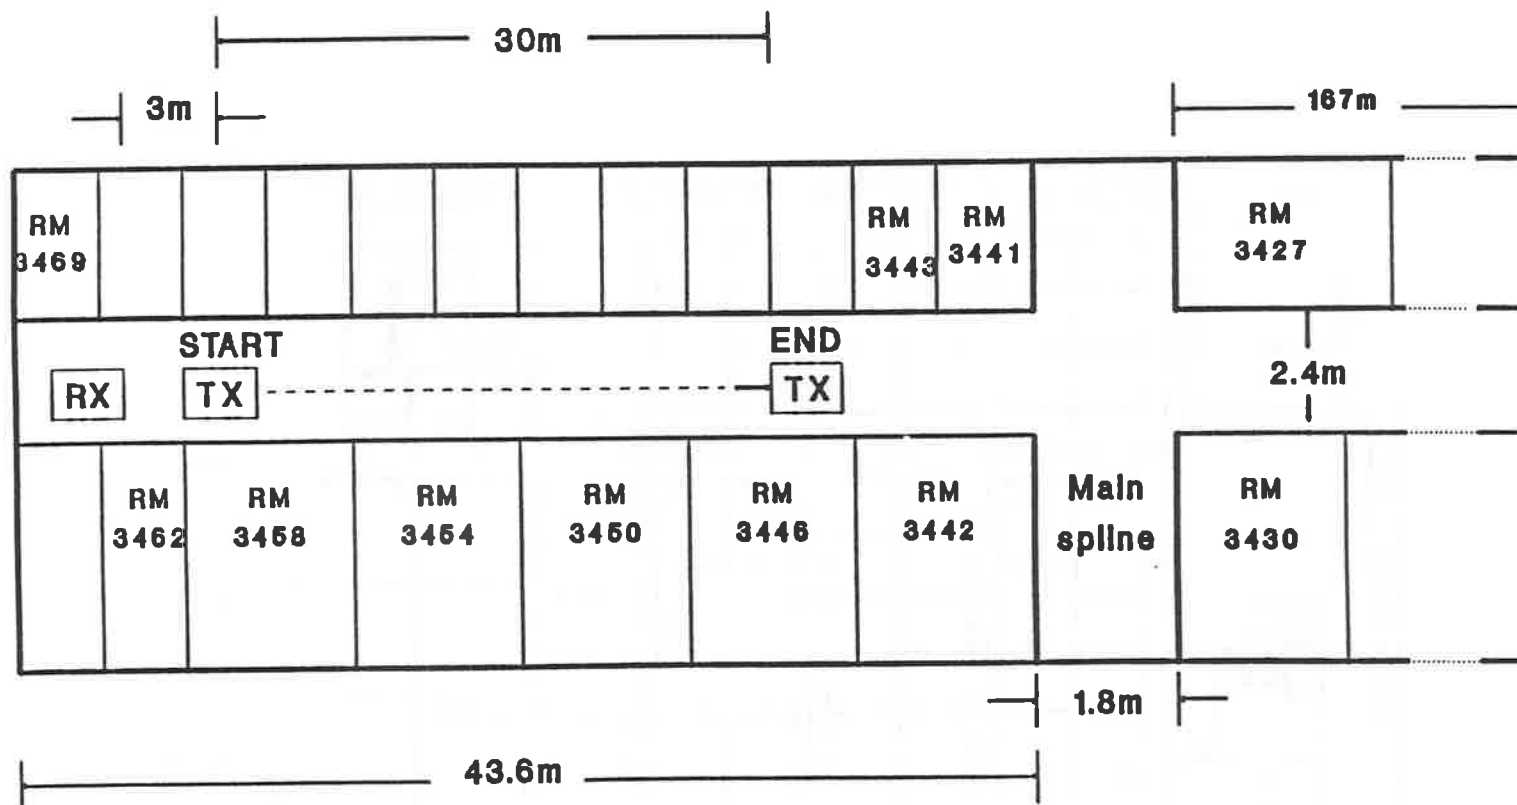 30m
3m
167m
RM
3469
RM
3443
RM
3441
RM
3427
START
END
RX
TX
TX
2.4m
RM
3462
RM
3458
RM
3454
RM
3450
RM
3446
RM
3442
Main
spline
RM
3430
1.8m
43.6m